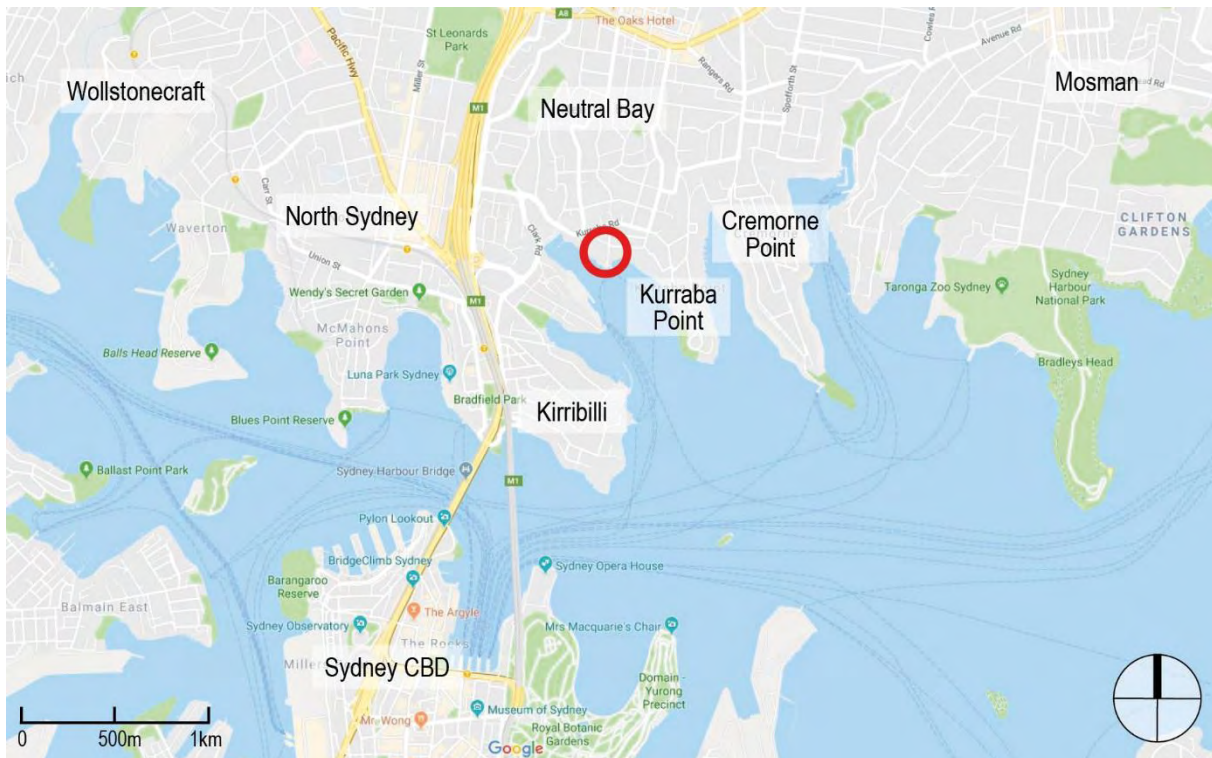 A8
The Oaks Hotel
St Leonards
Park
Pacific Hwy
Miller St
Rangers Rd
Spofforth St
Cowles
Avenue Rd
Wollstonecraft
M1
Neutral Bay
Mosman
Rd
Carr St
Waverton
North Sydney
Union St
Clark Rd
Kurraba Rd
Cremorne
Point
CLIFTON
GARDENS
Wendy's Secret Garden
M1
Kurraba
Point
Taronga Zoo Sydney
Sydney
Harbour
National Park
McMahons
Point
Balls Head Reserve
Luna Park Sydney
Bradleys Head
Bradfield Park
Kirribilli
Blues Point Reserve
Ballast Point Park
Sydney Harbour Bridge
M1
Pylon Lookout
BridgeClimb Sydney
Sydney Opera House
Barangaroo
Reserve
Balmain East
The Argyle
Sydney Observatory
Mrs Macquarie's Chair
The Rocks
Millers
Sydney CBD
Domain -
Yurong
Precinct
Museum of Sydney
Mr. Wong
Royal Botanic
Gardens
Google
0 500m 1km